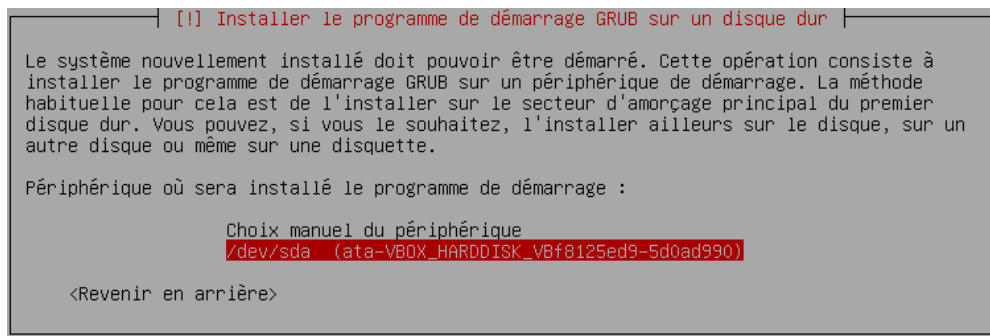 [!] Installer le programme de démarrage GRUB sur un disque dur
Le système nouvellement installé doit pouvoir être démarré. Cette opération consiste à
installer le programme de démarrage GRUB sur un périphérique de démarrage. La méthode
habituelle pour cela est de l'installer sur le secteur d'amorçage principal du premier
disque dur. Vous pouvez, si vous le souhaitez, l'installer ailleurs sur le disque, sur un
autre disque ou même sur une disquette.
Périphérique où sera installé le programme de démarrage :
Choix manuel du périphérique
/dev/sda (ata-VBOX_HARDDISK_VBf8125ed9-5d0ad990)
<Revenir en arrière>